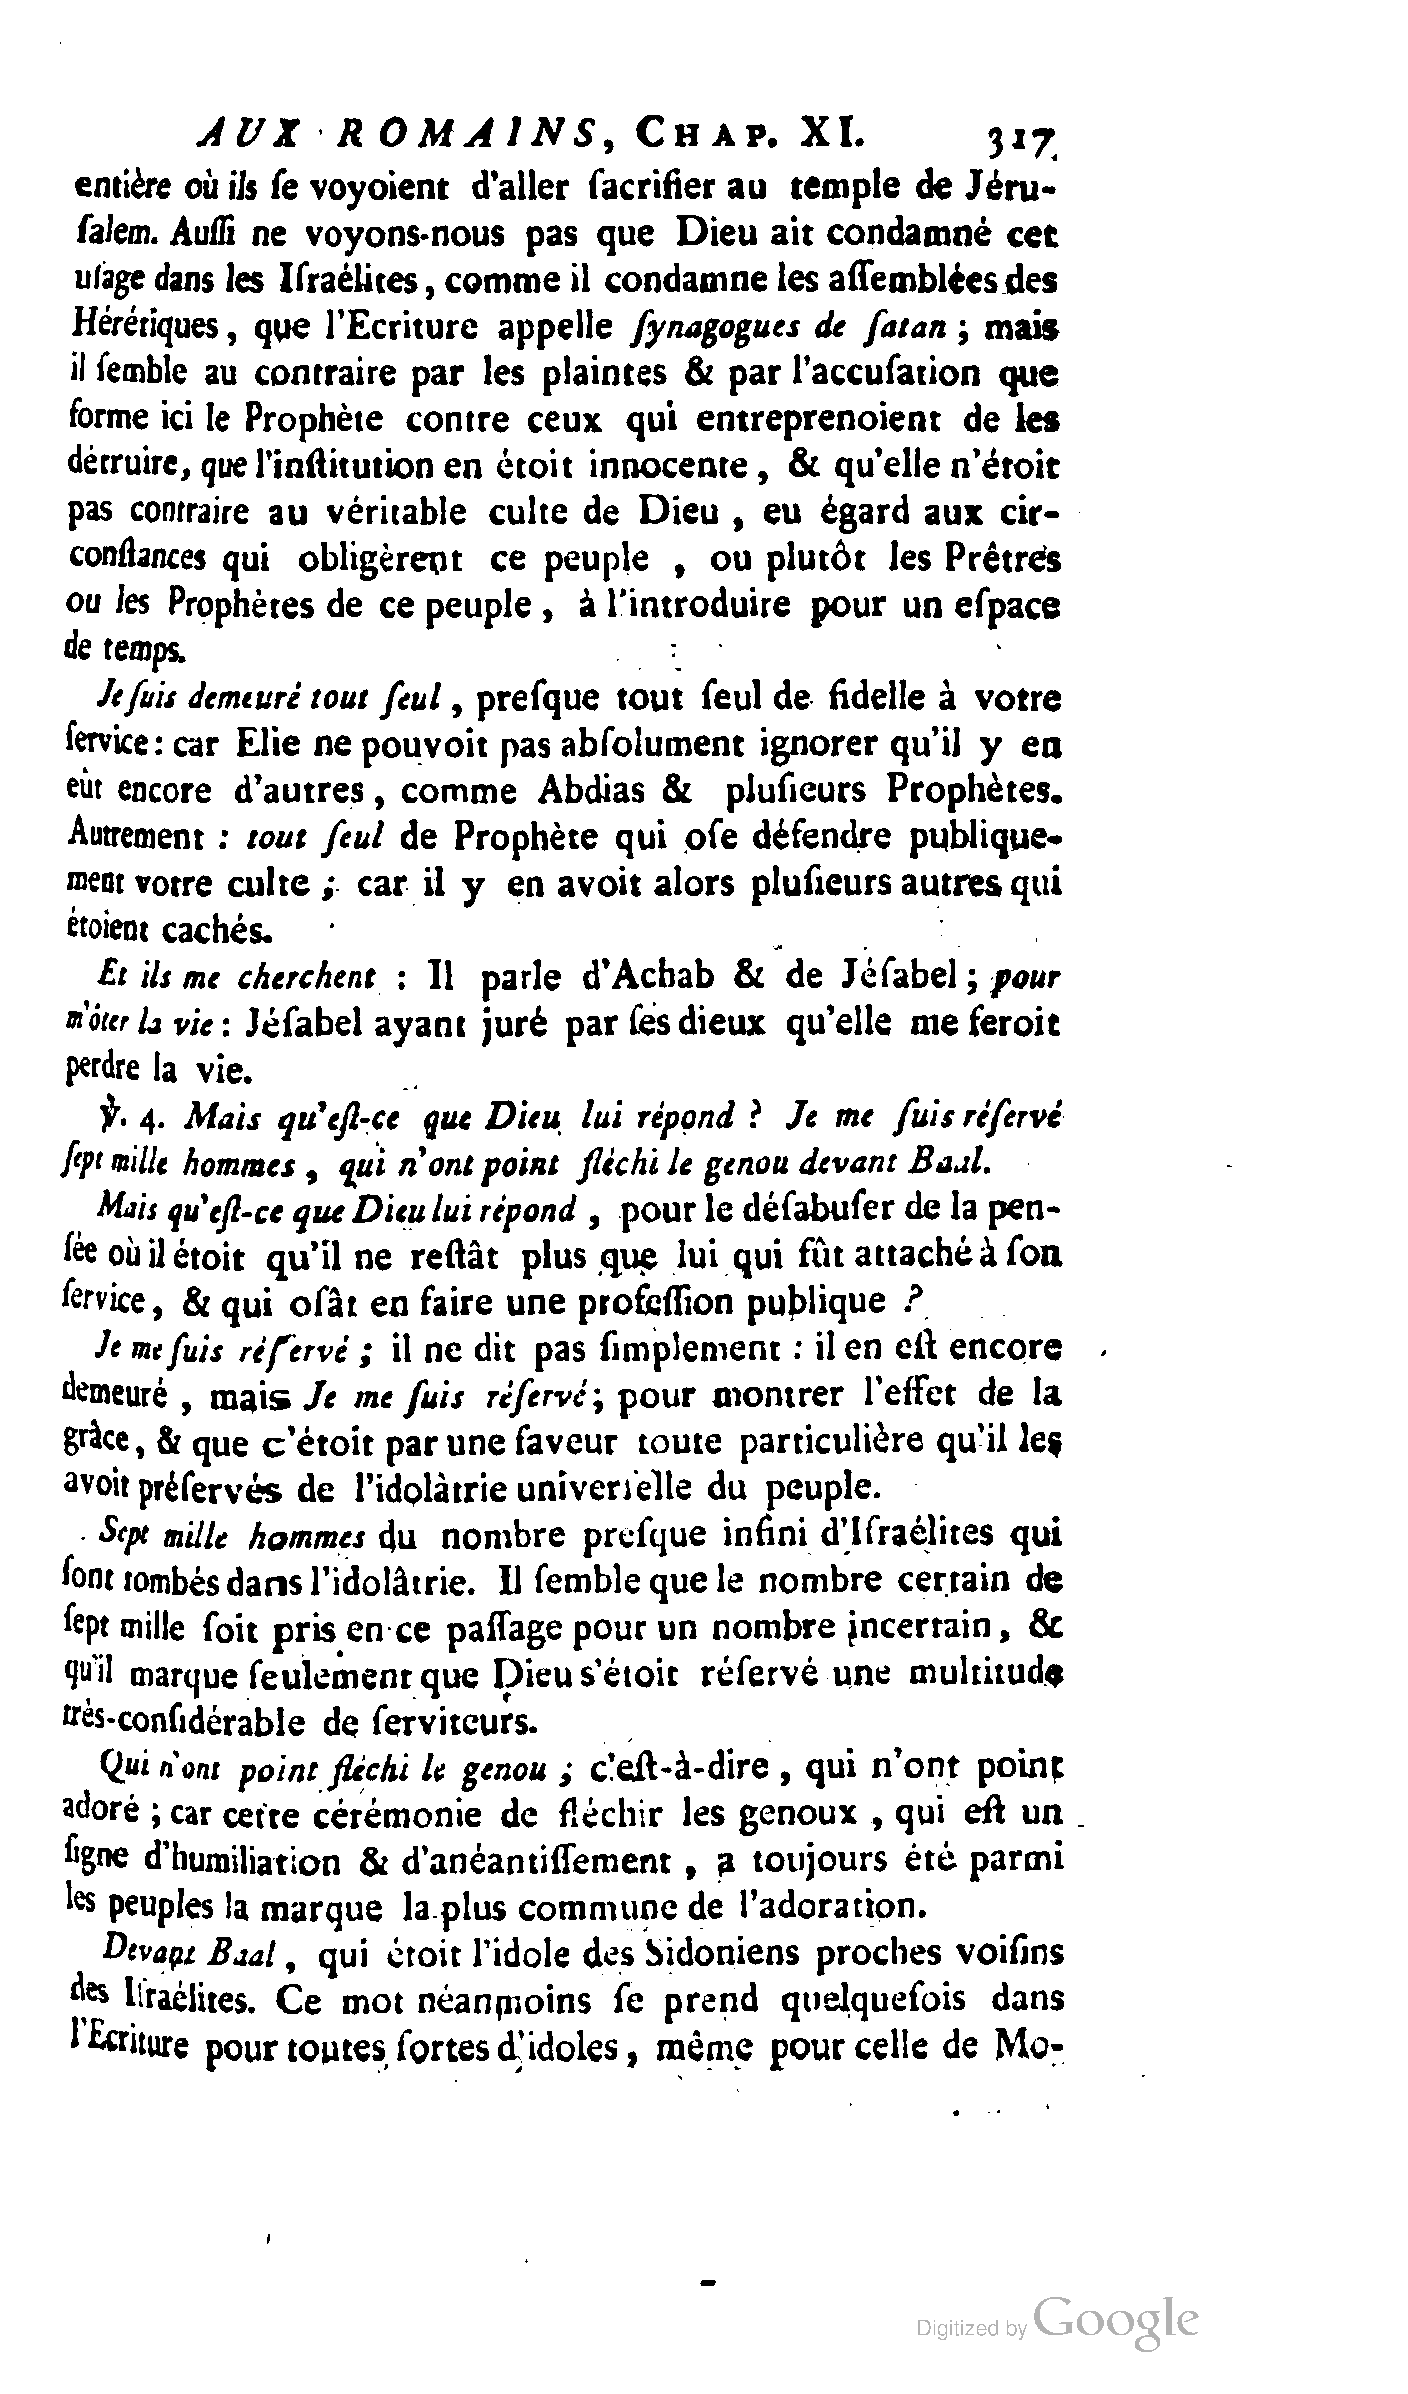 AUX ROMAINS, CHAP. XI. 317.
entière où ils ſe voyoient d'aller ſacrifier au temple de Jéru-
ſalem. Auſſi ne voyons-nous pas que Dieu ait condamné cet
uſage dans les Iſraélites, comme il condamne les aſſemblées des
Hérétiques, que l'Ecriture appelle ſynagogues de ſatan ; mais
il ſemble au contraire par les plaintes & par l'accuſation que
forme ici le Prophète contre ceux qui entreprenoient de les
détruire, que l'inſtitution en étoit innocente, & qu'elle n'étoit
pas contraire au véritable culte de Dieu, eu égard aux cir-
conſtances qui obligèrent ce peuple, ou plutôt les Prêtres
ou les Prophètes de ce peuple, à l'introduire pour un eſpace
de temps.
Je ſuis demeuré tout ſeul, preſque tout ſeul de fidelle à votre
ſervice : car Elie ne pouvoit pas abſolument ignorer qu'il y en
eût encore d'autres, comme Abdias & pluſieurs Prophètes.
Autrement : tout ſeul de Prophète qui oſe défendre publique-
ment votre culte ; car il y en avoit alors pluſieurs autres qui
étoient cachés.
Et ils me cherchent : Il parle d'Achab & de Jéſabel ; pour
m'ôter la vie : Jéſabel ayant juré par ſes dieux qu'elle me feroit
perdre la vie.
℣. 4. Mais qu'eſt-ce que Dieu lui répond ? Je me ſuis réſervé
ſept mille hommes, qui n'ont point fléchi le genou devant Baal.
Mais qu'eſt-ce que Dieu lui répond, pour le déſabuſer de la pen-
ſée où il étoit qu'il ne reſtât plus que lui qui fût attaché à ſon
ſervice, & qui oſât en faire une profeſſion publique ?
Je me ſuis réſervé ; il ne dit pas ſimplement : il en eſt encore
demeuré, mais Je me ſuis réſervé ; pour montrer l'effet de la
grâce, & que c'étoit par une faveur toute particulière qu'il les
avoit préſervés de l'idolâtrie univerſelle du peuple.
Sept mille hommes du nombre preſque infini d'Iſraélites qui
ſont tombés dans l'idolâtrie. Il ſemble que le nombre certain de
ſept mille ſoit pris en ce paſſage pour un nombre incertain, &
qu'il marque ſeulement que Dieu s'étoit réſervé une multitude
très-conſidérable de ſerviteurs.
Qui n'ont point fléchi le genou ; c'eſt-à-dire, qui n'ont point
adoré ; car cette cérémonie de fléchir les genoux, qui eſt un
ſigne d'humiliation & d'anéantiſſement, a toujours été parmi
les peuples la marque la plus commune de l'adoration.
Devant Baal, qui étoit l'idole des Sidoniens proches voiſins
des Iſraélites. Ce mot néanmoins ſe prend quelquefois dans
l'Ecriture pour toutes ſortes d'idoles, même pour celle de Mo-
Digitized by Google